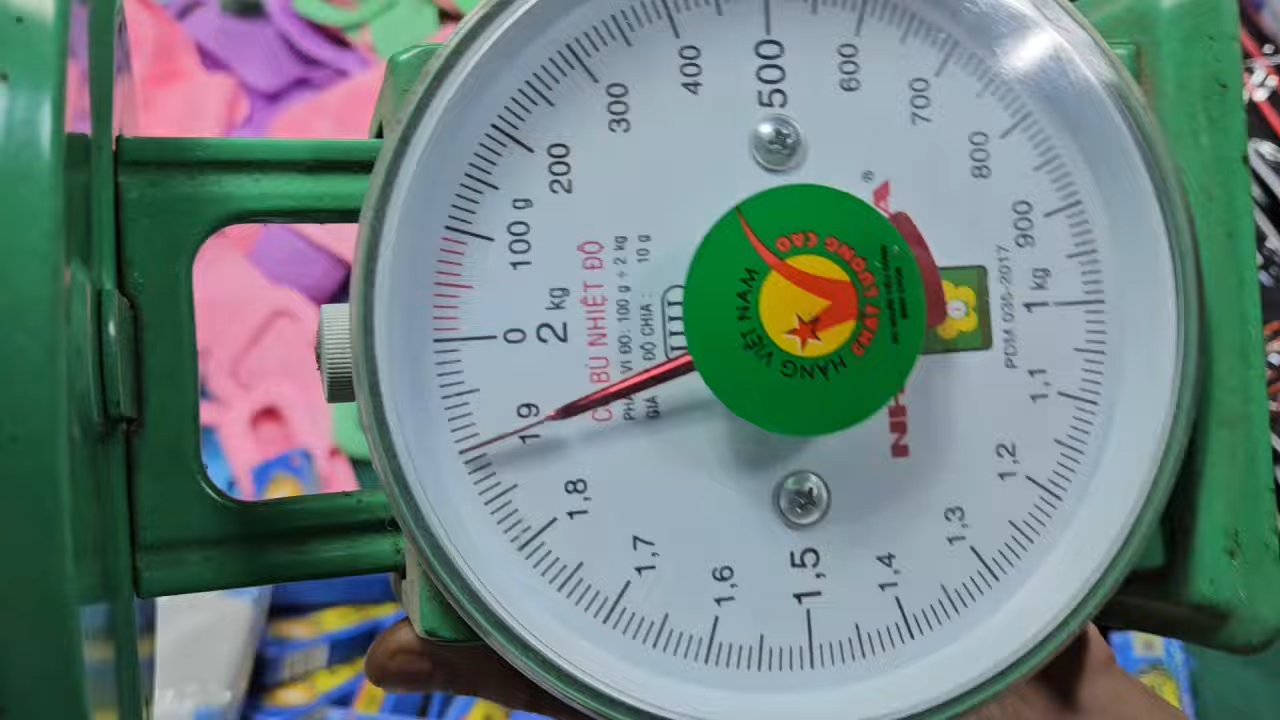 0
2 kg
100 g
200
300
400
500
600
700
800
900
1 kg
1,1
1,2
1,3
1,4
1,5
1,6
1,7
1,8
BÙ NHIỆT ĐỘ
VI ĐO: 100 g ÷ 2 kg
ĐỘ CHIA : 10 g
HÀNG VIỆT NAM
CHẤT LƯỢNG CAO
®
PDM 035-2017